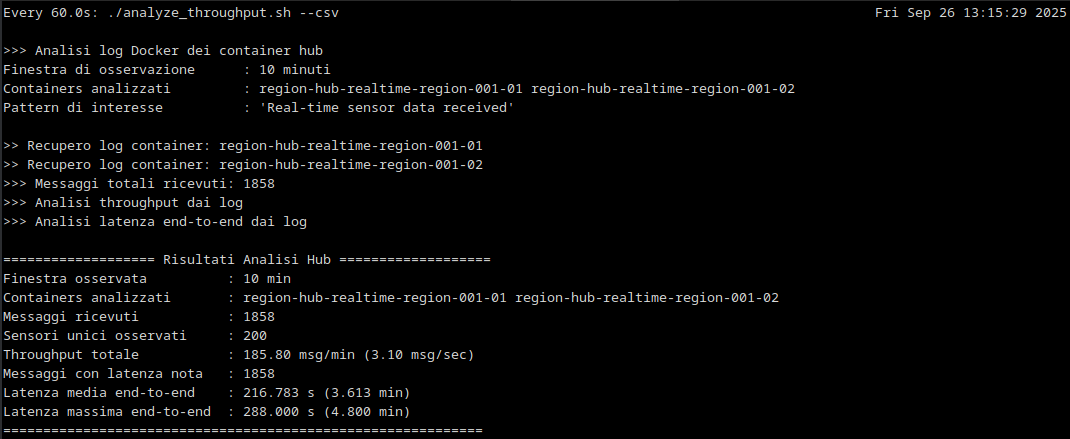 Every 60.0s: ./analyze_throughput.sh --csv Fri Sep 26 13:15:29 2025
>>> Analisi log Docker dei container hub
Finestra di osservazione : 10 minuti
Containers analizzati : region-hub-realtime-region-001-01 region-hub-realtime-region-001-02
Pattern di interesse : 'Real-time sensor data received'
>> Recupero log container: region-hub-realtime-region-001-01
>> Recupero log container: region-hub-realtime-region-001-02
>>> Messaggi totali ricevuti: 1858
>>> Analisi throughput dai log
>>> Analisi latenza end-to-end dai log
=================== Risultati Analisi Hub ===================
Finestra osservata : 10 min
Containers analizzati : region-hub-realtime-region-001-01 region-hub-realtime-region-001-02
Messaggi ricevuti : 1858
Sensori unici osservati : 200
Throughput totale : 185.80 msg/min (3.10 msg/sec)
Messaggi con latenza nota : 1858
Latenza media end-to-end : 216.783 s (3.613 min)
Latenza massima end-to-end : 288.000 s (4.800 min)
============================================================